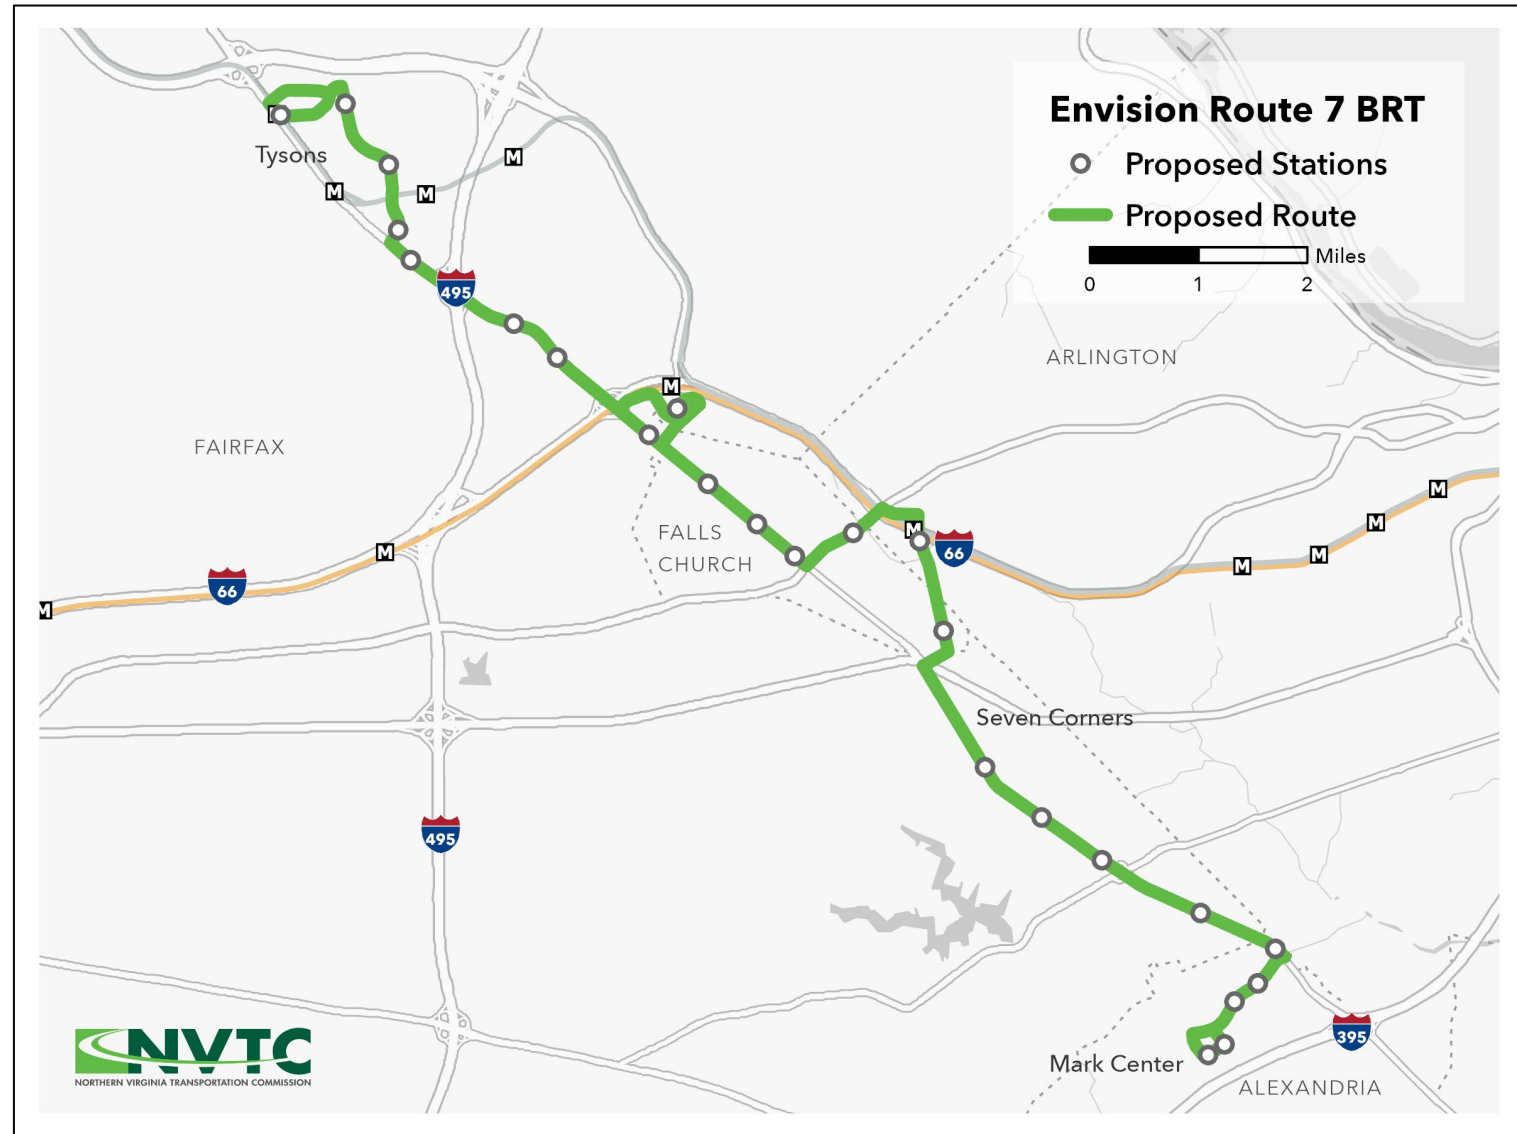 Envision Route 7 BRT
Proposed Stations
Proposed Route
Miles
0 1 2
M
Tysons
M
M
M
495
ARLINGTON
M
FAIRFAX
M
FALLS
CHURCH
M
66
M
M
M
M
M
66
M
Seven Corners
495
395
Mark Center
ALEXANDRIA
NVTC
NORTHERN VIRGINIA TRANSPORTATION COMMISSION